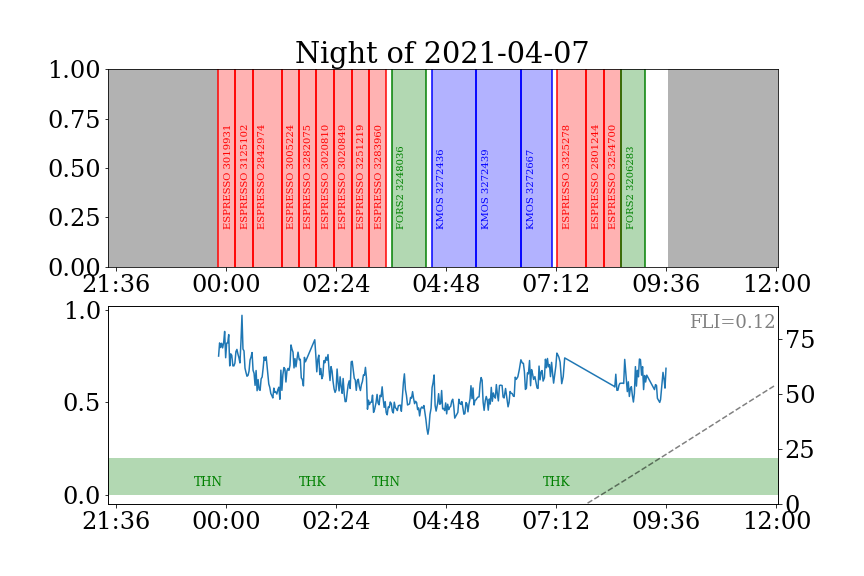 Night of 2021-04-07
1.00
0.75
0.50
0.25
0.00
ESPRESSO 3019931
ESPRESSO 3125102
ESPRESSO 2842974
ESPRESSO 3005224
ESPRESSO 3282075
ESPRESSO 3020810
ESPRESSO 3020849
ESPRESSO 3251219
ESPRESSO 3283960
FORS2 3248036
KMOS 3272436
KMOS 3272439
KMOS 3272667
ESPRESSO 3325278
ESPRESSO 2801244
ESPRESSO 3254700
FORS2 3206283
21:36 00:00 02:24 04:48 07:12 09:36 12:00
FLI=0.12
1.0
0.5
0.0
75
50
25
0
THN THK THN THK
21:36 00:00 02:24 04:48 07:12 09:36 12:00